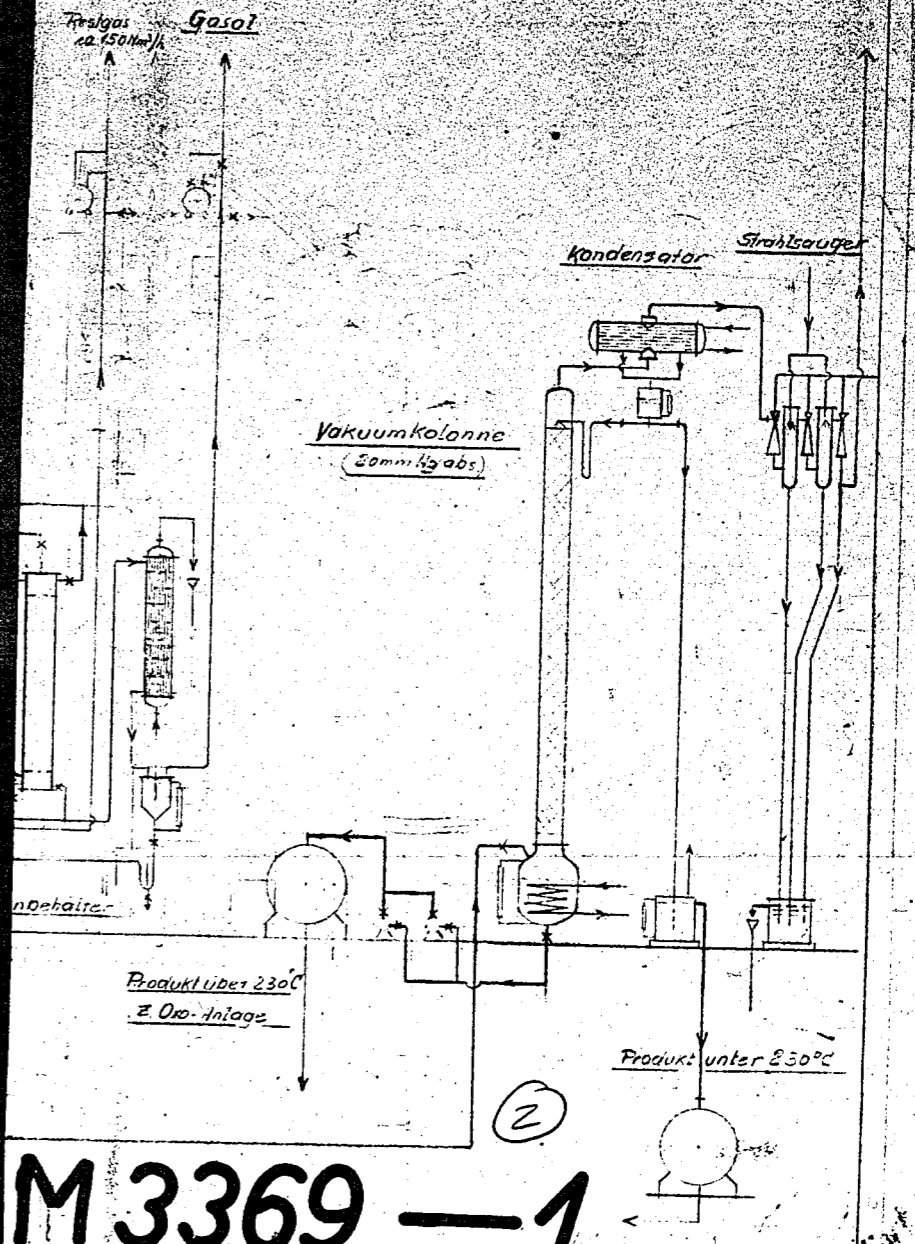 Restgas
ca 150 Nm³/h
Gasol
Kondensator
Strahlsauger
Vakuumkolonne
(20mm Hg abs.)
nbehälter
Produkt über 230°C
z. Oxo-Anlage
Produkt unter 230°C
2
M 3369 — 1